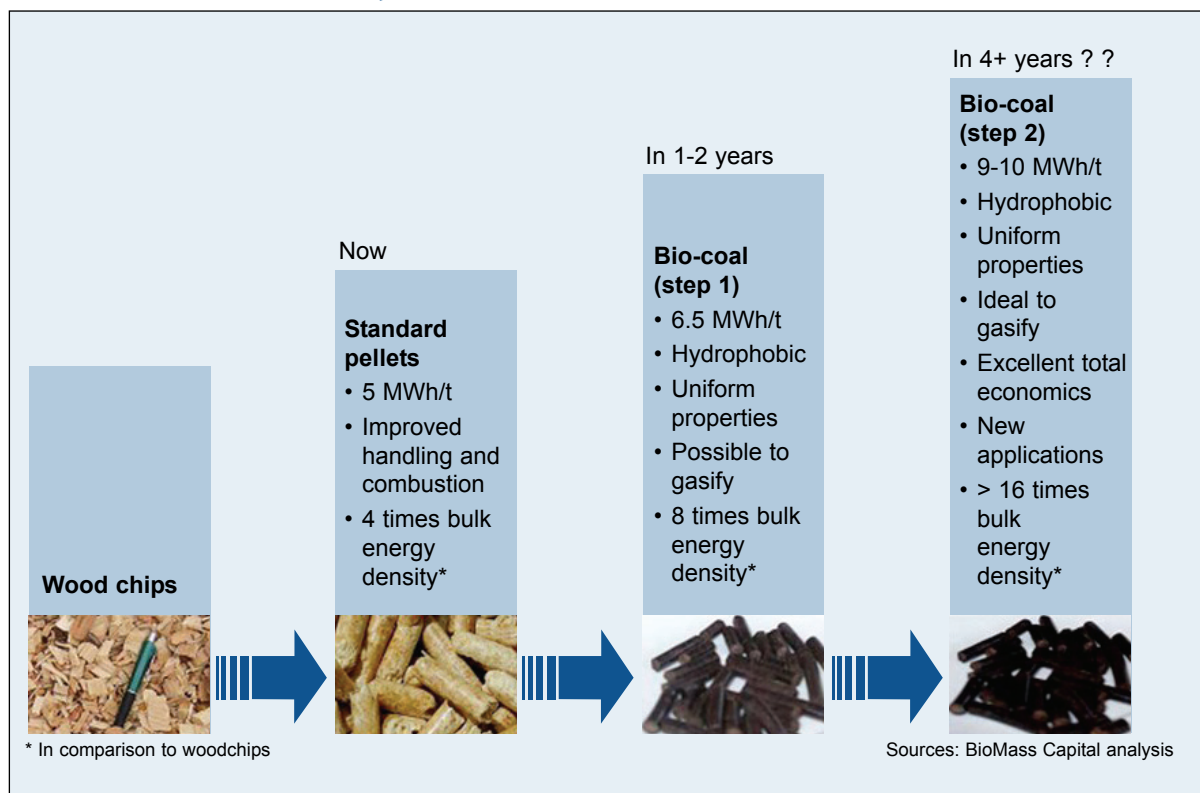 Wood chips
Now
Standard
pellets
• 5 MWh/t
• Improved
handling and
combustion
• 4 times bulk
energy
density*
In 1-2 years
Bio-coal
(step 1)
• 6.5 MWh/t
• Hydrophobic
• Uniform
properties
• Possible to
gasify
• 8 times bulk
energy
density*
In 4+ years ? ?
Bio-coal
(step 2)
• 9-10 MWh/t
• Hydrophobic
• Uniform
properties
• Ideal to
gasify
• Excellent total
economics
• New
applications
• > 16 times
bulk
energy
density*
* In comparison to woodchips
Sources: BioMass Capital analysis